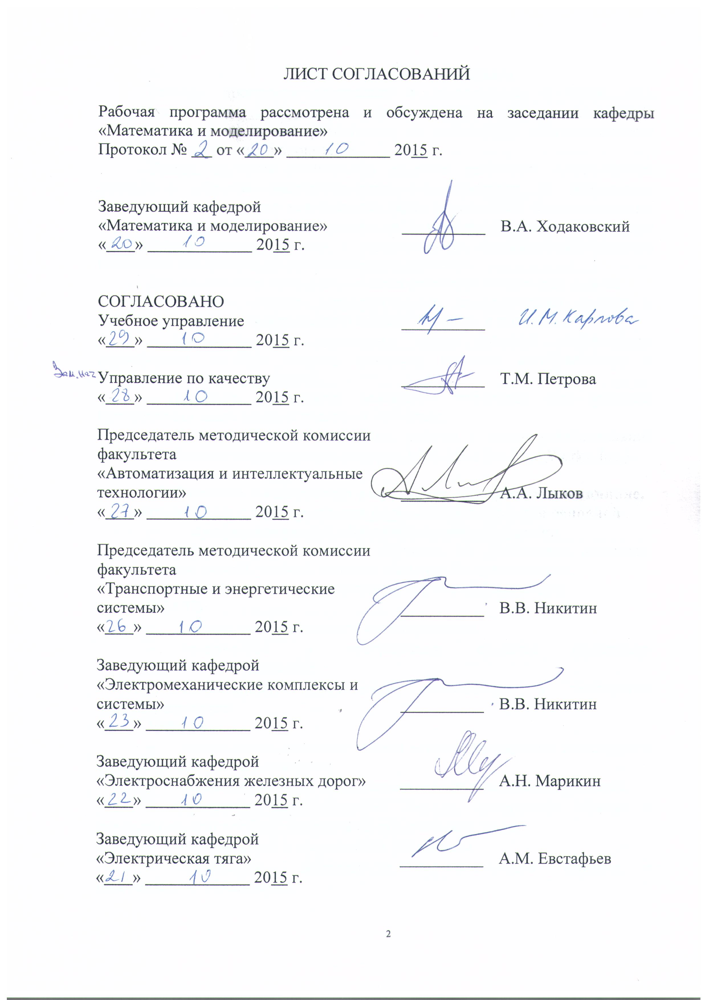 ЛИСТ СОГЛАСОВАНИЙ
Рабочая программа рассмотрена и обсуждена на заседании кафедры
«Математика и моделирование»
Протокол № 2 от «20» 10 2015 г.
Заведующий кафедрой
«Математика и моделирование» В.А. Ходаковский
«20» 10 2015 г.
СОГЛАСОВАНО
Учебное управление И.М. Карпова
«29» 10 2015 г.
Зам. нач Управление по качеству Т.М. Петрова
«28» 10 2015 г.
Председатель методической комиссии
факультета
«Автоматизация и интеллектуальные
технологии» А.А. Лыков
«27» 10 2015 г.
Председатель методической комиссии
факультета
«Транспортные и энергетические
системы» В.В. Никитин
«26» 10 2015 г.
Заведующий кафедрой
«Электромеханические комплексы и
системы» В.В. Никитин
«23» 10 2015 г.
Заведующий кафедрой
«Электроснабжения железных дорог» А.Н. Марикин
«22» 10 2015 г.
Заведующий кафедрой
«Электрическая тяга» А.М. Евстафьев
«21» 10 2015 г.
2